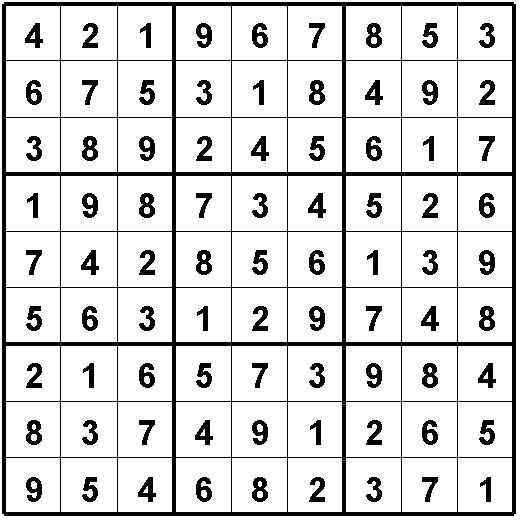 4 2 1 9 6 7 8 5 3
6 7 5 3 1 8 4 9 2
3 8 9 2 4 5 6 1 7
1 9 8 7 3 4 5 2 6
7 4 2 8 5 6 1 3 9
5 6 3 1 2 9 7 4 8
2 1 6 5 7 3 9 8 4
8 3 7 4 9 1 2 6 5
9 5 4 6 8 2 3 7 1